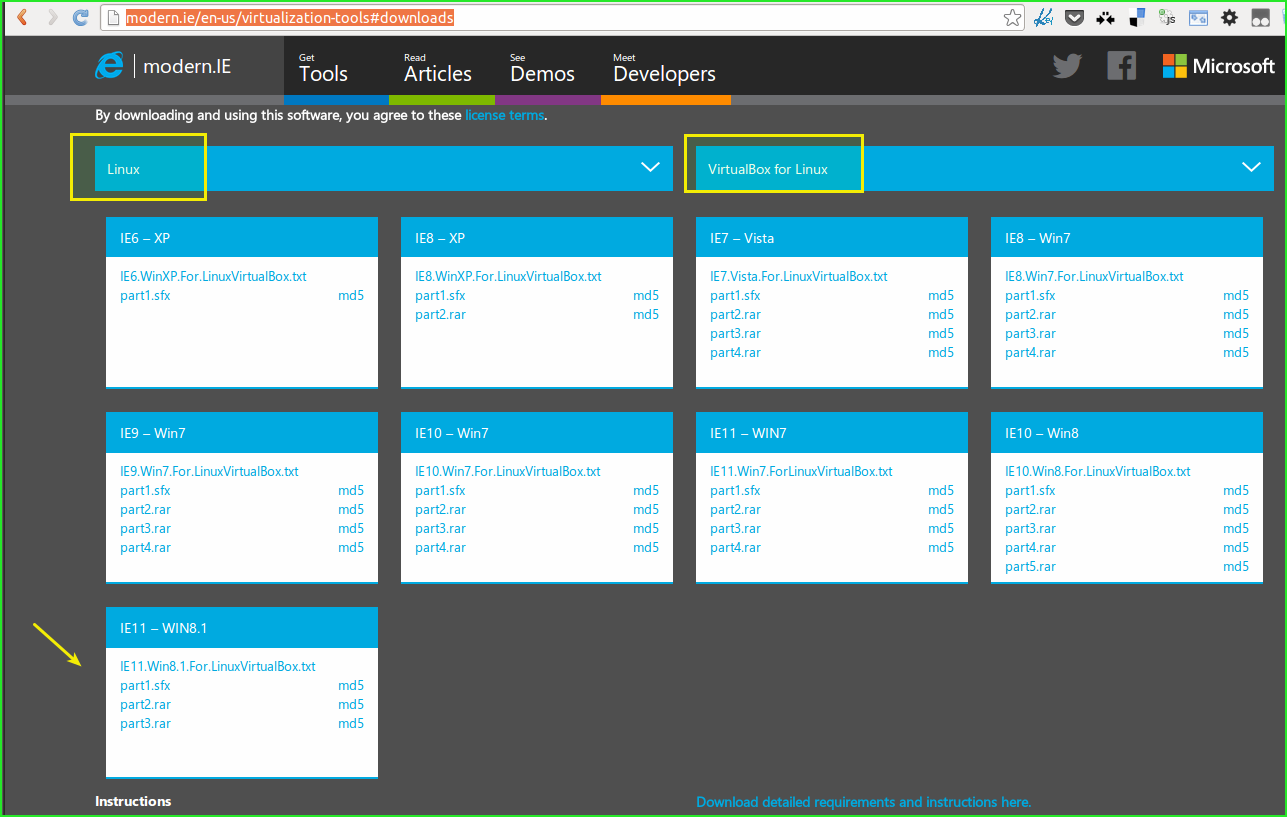 modern.ie/en-us/virtualization-tools#downloads
modern.IE
Get
Tools
Read
Articles
See
Demos
Meet
Developers
Microsoft
By downloading and using this software, you agree to these license terms.
Linux
VirtualBox for Linux
IE6 – XP
IE6.WinXP.For.LinuxVirtualBox.txt
part1.sfx md5
IE8 – XP
IE8.WinXP.For.LinuxVirtualBox.txt
part1.sfx md5
part2.rar md5
IE7 – Vista
IE7.Vista.For.LinuxVirtualBox.txt
part1.sfx md5
part2.rar md5
part3.rar md5
part4.rar md5
IE8 – Win7
IE8.Win7.For.LinuxVirtualBox.txt
part1.sfx md5
part2.rar md5
part3.rar md5
part4.rar md5
IE9 – Win7
IE9.Win7.For.LinuxVirtualBox.txt
part1.sfx md5
part2.rar md5
part3.rar md5
part4.rar md5
IE10 – Win7
IE10.Win7.For.LinuxVirtualBox.txt
part1.sfx md5
part2.rar md5
part3.rar md5
part4.rar md5
IE11 – WIN7
IE11.Win7.ForLinuxVirtualBox.txt
part1.sfx md5
part2.rar md5
part3.rar md5
part4.rar md5
IE10 – Win8
IE10.Win8.For.LinuxVirtualBox.txt
part1.sfx md5
part2.rar md5
part3.rar md5
part4.rar md5
part5.rar md5
IE11 – WIN8.1
IE11.Win8.1.For.LinuxVirtualBox.txt
part1.sfx md5
part2.rar md5
part3.rar md5
Instructions
Download detailed requirements and instructions here.